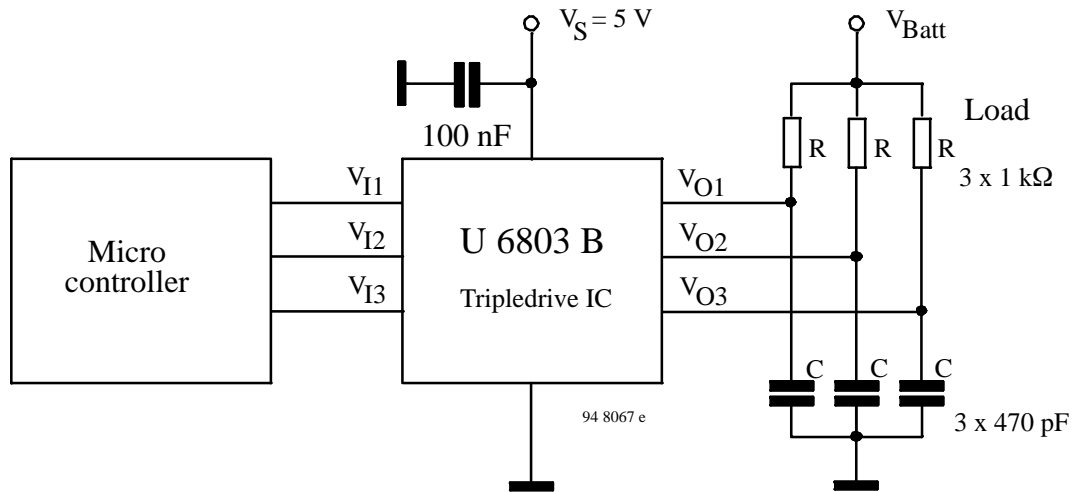 V_S = 5 V
V_Batt
100 nF
Load
R
R
R
3 x 1 kΩ
V_I1
V_O1
Micro
controller
V_I2
U 6803 B
V_O2
V_I3
Tripledrive IC
V_O3
C
C
C
94 8067 e
3 x 470 pF